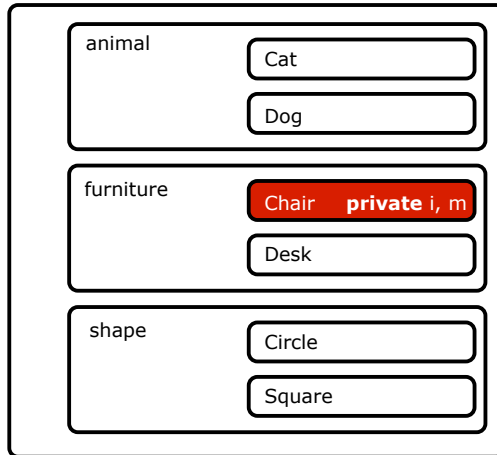 animal
Cat
Dog
furniture
Chair private i, m
Desk
shape
Circle
Square